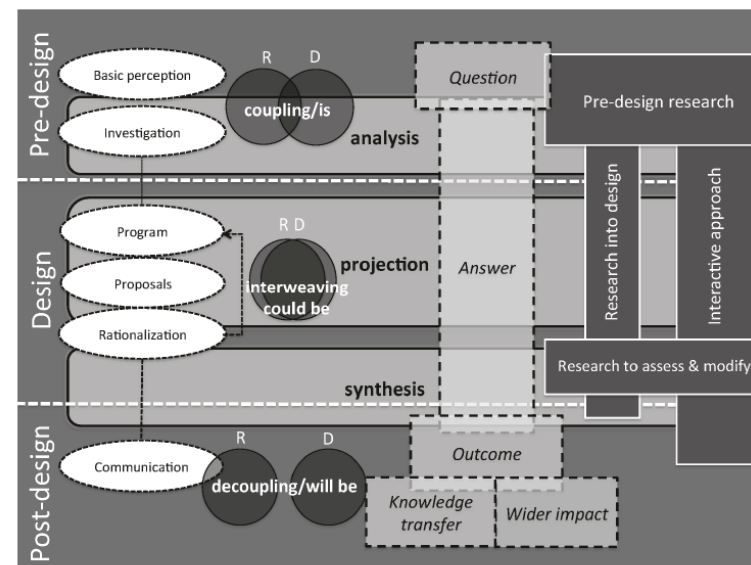 Pre-design
Basic perception
Investigation
R D
coupling/is
analysis
Question
Pre-design research
Design
Program
Proposals
Rationalization
R D
interweaving
could be
projection
Answer
Research into design
Interactive approach
Research to assess & modify
synthesis
Post-design
Communication
R D
decoupling/will be
Outcome
Knowledge
transfer
Wider impact